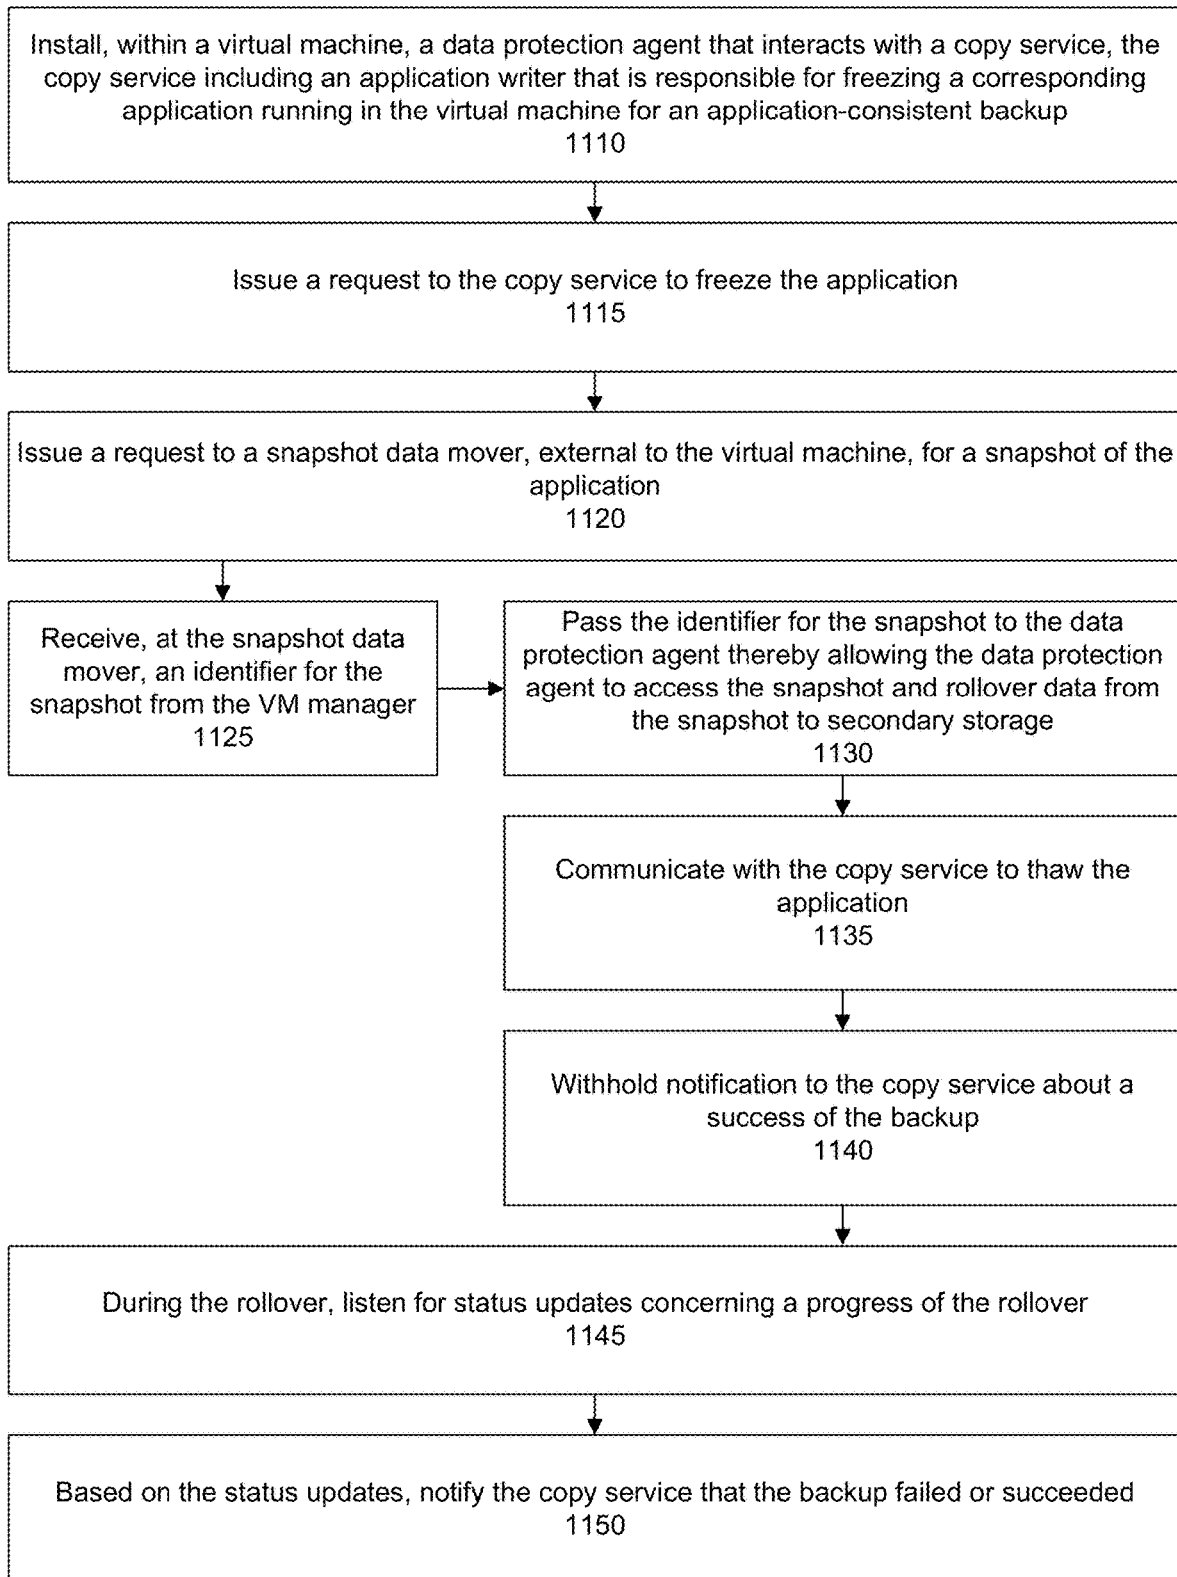 Install, within a virtual machine, a data protection agent that interacts with a copy service, the
copy service including an application writer that is responsible for freezing a corresponding
application running in the virtual machine for an application-consistent backup
1110
Issue a request to the copy service to freeze the application
1115
Issue a request to a snapshot data mover, external to the virtual machine, for a snapshot of the
application
1120
Receive, at the snapshot data
mover, an identifier for the
snapshot from the VM manager
1125
Pass the identifier for the snapshot to the data
protection agent thereby allowing the data protection
agent to access the snapshot and rollover data from
the snapshot to secondary storage
1130
Communicate with the copy service to thaw the
application
1135
Withhold notification to the copy service about a
success of the backup
1140
During the rollover, listen for status updates concerning a progress of the rollover
1145
Based on the status updates, notify the copy service that the backup failed or succeeded
1150